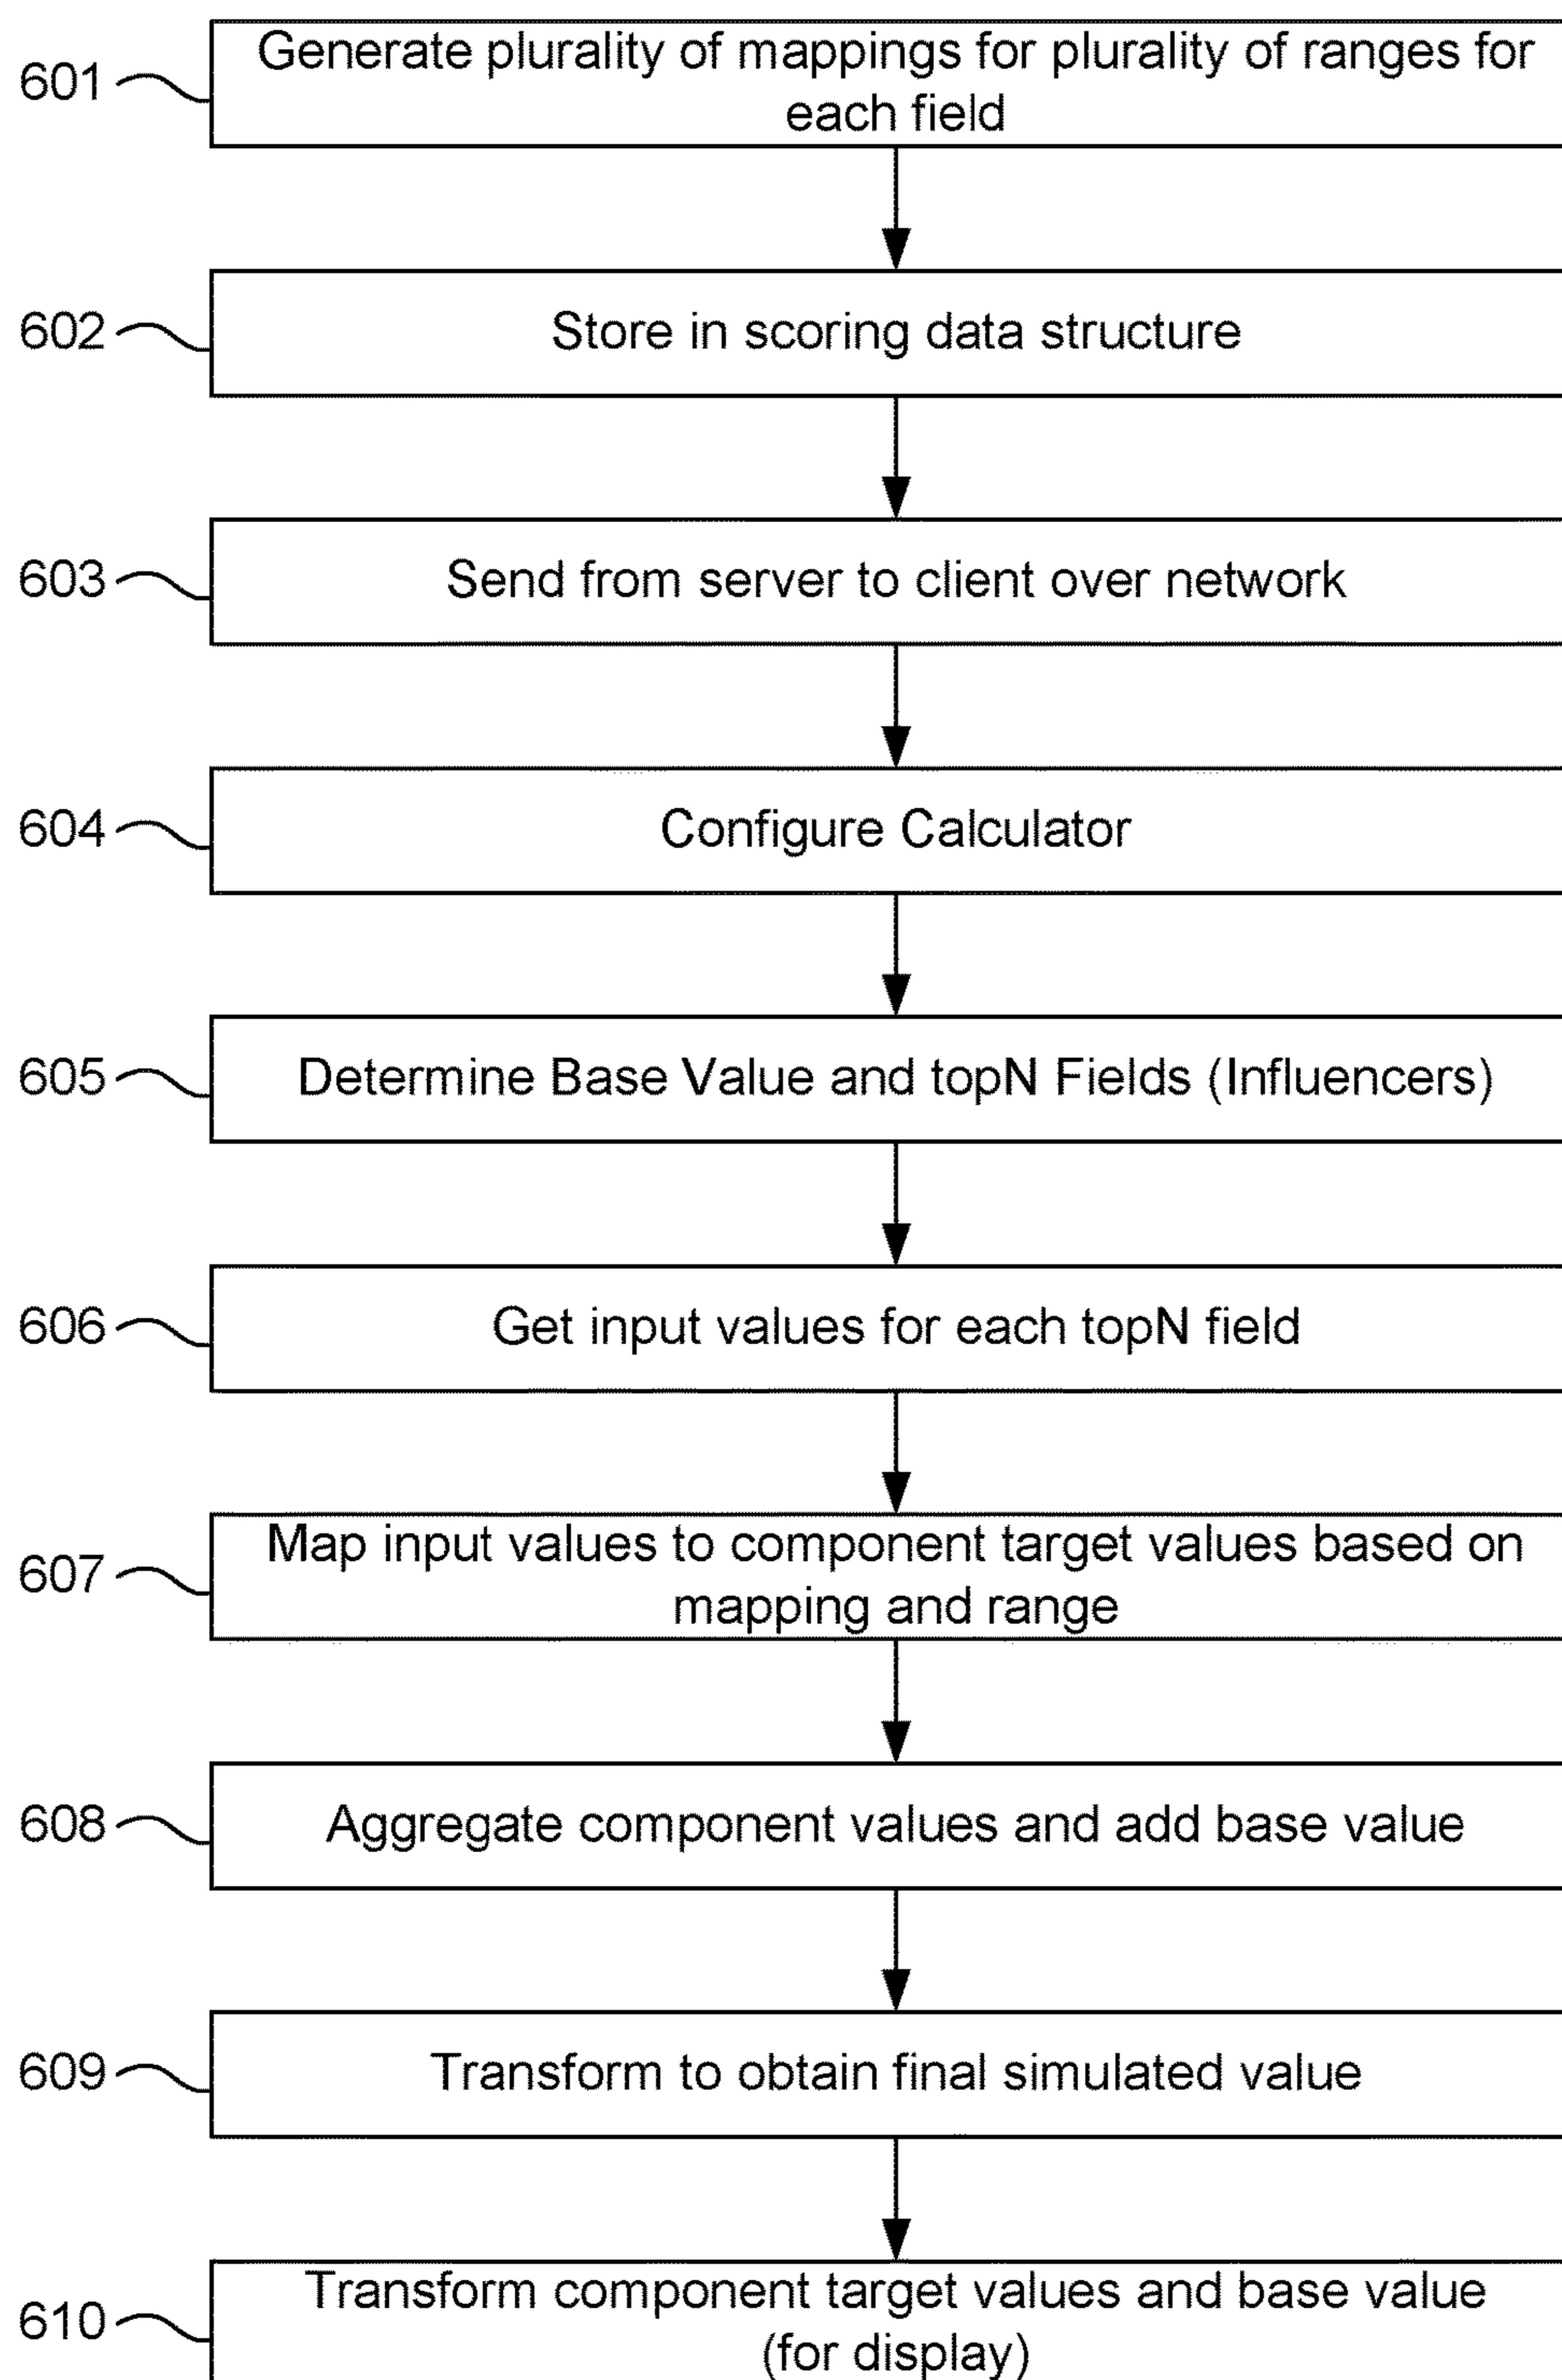 601
Generate plurality of mappings for plurality of ranges for
each field
602
Store in scoring data structure
603
Send from server to client over network
604
Configure Calculator
605
Determine Base Value and topN Fields (Influencers)
606
Get input values for each topN field
607
Map input values to component target values based on
mapping and range
608
Aggregate component values and add base value
609
Transform to obtain final simulated value
610
Transform component target values and base value
(for display)